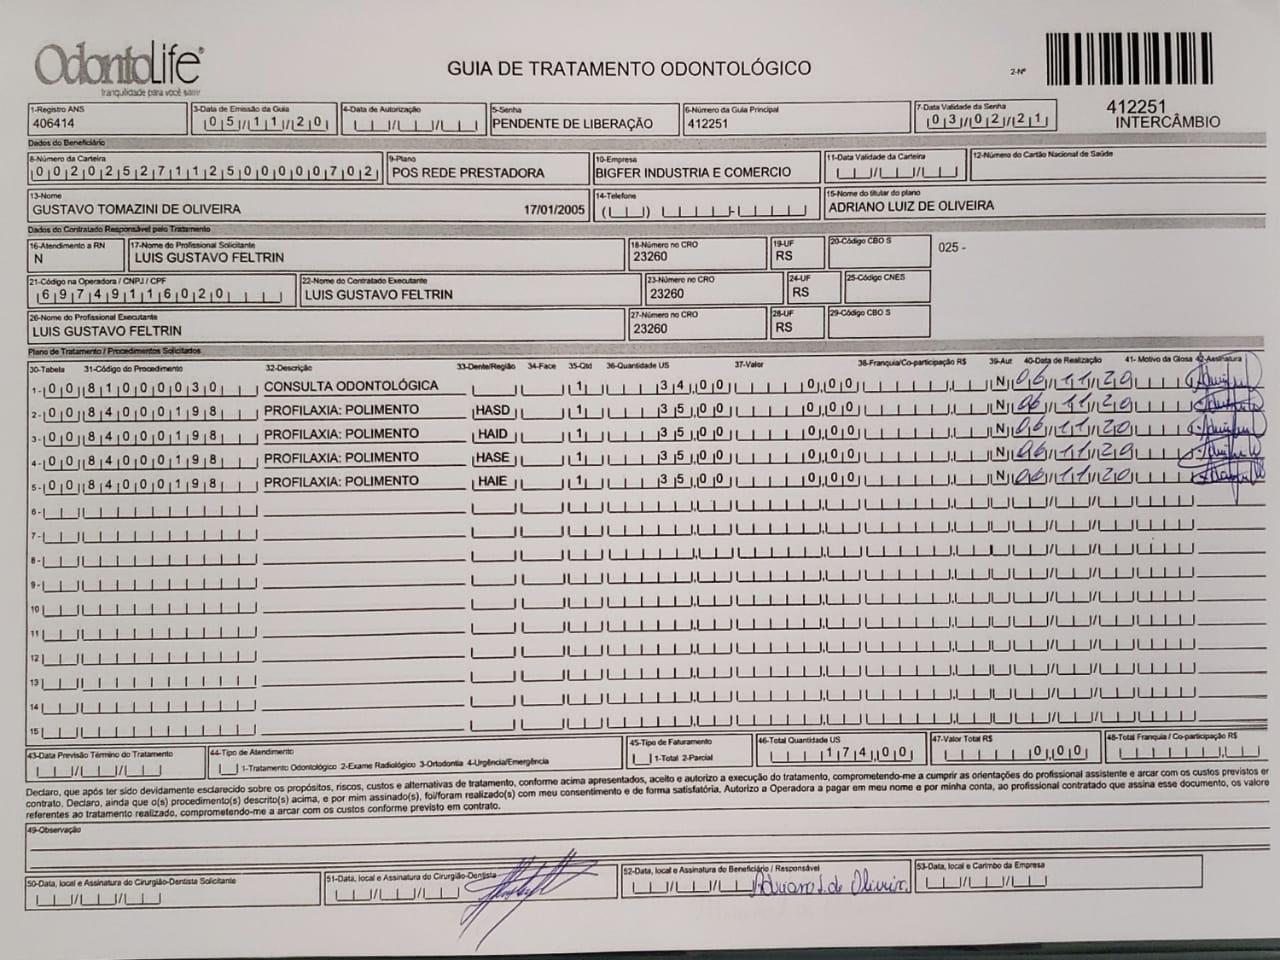 OdontoLife®
tranquilidade para você sorrir
GUIA DE TRATAMENTO ODONTOLÓGICO
2-Nº
412251
INTERCÂMBIO
1-Registro ANS 3-Data de Emissão da Guia 4-Data de Autorização 5-Senha 6-Número da Guia Principal 7-Data Validade da Senha
406414 05/11/20 PENDENTE DE LIBERAÇÃO 412251 03/02/21
Dados do Beneficiário
8-Número da Carteira 9-Plano 10-Empresa 11-Data Validade da Carteira 12-Número do Cartão Nacional de Saúde
00202527112500000702 POS REDE PRESTADORA BIGFER INDUSTRIA E COMERCIO
13-Nome 14-Telefone 15-Nome do titular do plano
GUSTAVO TOMAZINI DE OLIVEIRA 17/01/2005 ADRIANO LUIZ DE OLIVEIRA
Dados do Contratado Responsável pelo Tratamento
16-Atendimento a RN 17-Nome do Profissional Solicitante 18-Número no CRO 19-UF 20-Código CBO S
N LUIS GUSTAVO FELTRIN 23260 RS 025 -
21-Código na Operadora / CNPJ / CPF 22-Nome do Contratado Executante 23-Número no CRO 24-UF 25-Código CNES
69749116020 LUIS GUSTAVO FELTRIN 23260 RS
26-Nome do Profissional Executante 27-Número no CRO 28-UF 29-Código CBO S
LUIS GUSTAVO FELTRIN 23260 RS
Plano de Tratamento / Procedimentos Solicitados
30-Tabela 31-Código do Procedimento 32-Descrição 33-Dente/Região 34-Face 35-Qtd 36-Quantidade US 37-Valor 38-Franquia/Co-participação R$ 39-Aut 40-Data de Realização 41- Motivo da Glosa 42-Assinatura
1- 00 81000030 CONSULTA ODONTOLÓGICA 1 34,00 0,00 N 06/11/20
2- 00 84000198 PROFILAXIA: POLIMENTO HASD 1 35,00 0,00 N 06/11/20
3- 00 84000198 PROFILAXIA: POLIMENTO HAID 1 35,00 0,00 N 06/11/20
4- 00 84000198 PROFILAXIA: POLIMENTO HASE 1 35,00 0,00 N 06/11/20
5- 00 84000198 PROFILAXIA: POLIMENTO HAIE 1 35,00 0,00 N 06/11/20
6-
7-
8-
9-
10
11
12
13
14
15
43-Data Previsão Término do Tratamento 44-Tipo de Atendimento 45-Tipo de Faturamento 46-Total Quantidade US 47-Valor Total R$ 48-Total Franquia / Co-participação R$
1-Tratamento Odontológico 2-Exame Radiológico 3-Ortodontia 4-Urgência/Emergência 1-Total 2-Parcial 174,00 0,00
Declaro, que após ter sido devidamente esclarecido sobre os propósitos, riscos, custos e alternativas de tratamento, conforme acima apresentados, aceito e autorizo a execução do tratamento, comprometendo-me a cumprir as orientações do profissional assistente e arcar com os custos previstos em
contrato. Declaro, ainda que o(s) procedimento(s) descrito(s) acima, e por mim assinado(s), foi/foram realizado(s) com meu consentimento e de forma satisfatória. Autorizo a Operadora a pagar em meu nome e por minha conta, ao profissional contratado que assina esse documento, os valores
referentes ao tratamento realizado, comprometendo-me a arcar com os custos conforme previsto em contrato.
49-Observação
50-Data, local e Assinatura do Cirurgião-Dentista Solicitante 51-Data, local e Assinatura do Cirurgião-Dentista 52-Data, local e Assinatura do Beneficiário / Responsável 53-Data, local e Carimbo da Empresa
Adriano L. de Oliveira